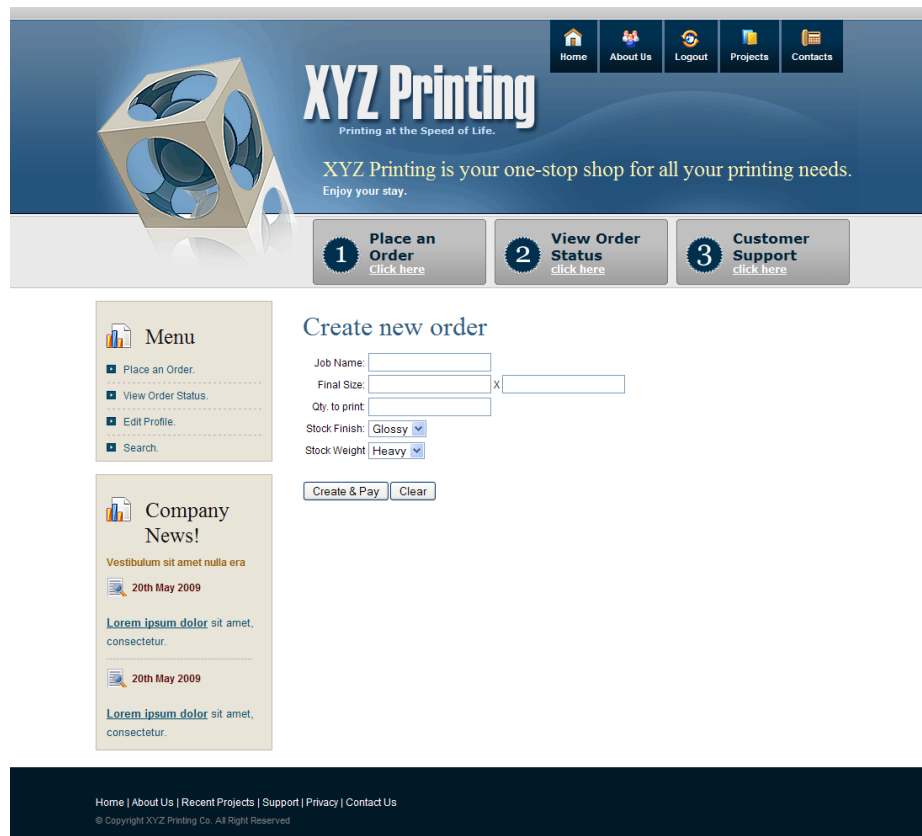 Home About Us Logout Projects Contacts
XYZ Printing
Printing at the Speed of Life.
XYZ Printing is your one-stop shop for all your printing needs.
Enjoy your stay.
1 Place an
Order
Click here
2 View Order
Status
click here
3 Customer
Support
click here
Menu
Place an Order.
View Order Status.
Edit Profile.
Search.
Company
News!
Vestibulum sit amet nulla era
20th May 2009
Lorem ipsum dolor sit amet,
consectetur.
20th May 2009
Lorem ipsum dolor sit amet,
consectetur.
Create new order
Job Name:
Final Size: X
Qty. to print:
Stock Finish: Glossy
Stock Weight Heavy
Create & Pay Clear
Home | About Us | Recent Projects | Support | Privacy | Contact Us
© Copyright XYZ Printing Co. All Right Reserved